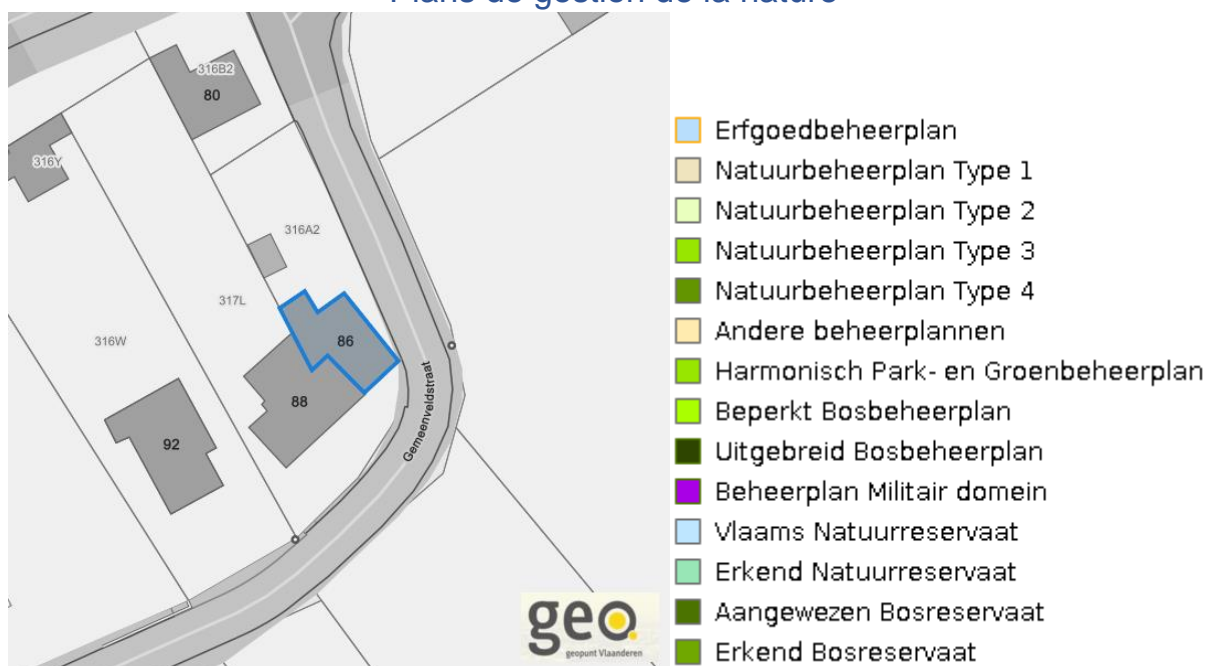 Plans de gestion de la nature
316B2
80
316Y
316A2
317L
316W
86
88
92
Gemeenveldstraat
geo
geopunt Vlaanderen
Erfgoedbeheerplan
Natuurbeheerplan Type 1
Natuurbeheerplan Type 2
Natuurbeheerplan Type 3
Natuurbeheerplan Type 4
Andere beheerplannen
Harmonisch Park- en Groenbeheerplan
Beperkt Bosbeheerplan
Uitgebreid Bosbeheerplan
Beheerplan Militair domein
Vlaams Natuurreservaat
Erkend Natuurreservaat
Aangewezen Bosreservaat
Erkend Bosreservaat